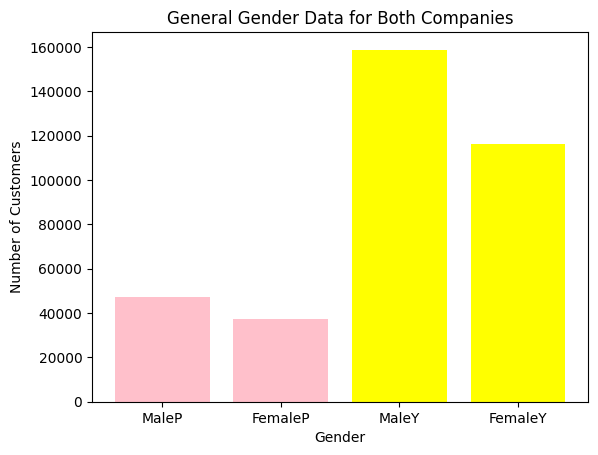 General Gender Data for Both Companies
160000
140000
120000
100000
80000
60000
40000
20000
0
Number of Customers
MaleP FemaleP MaleY FemaleY
Gender